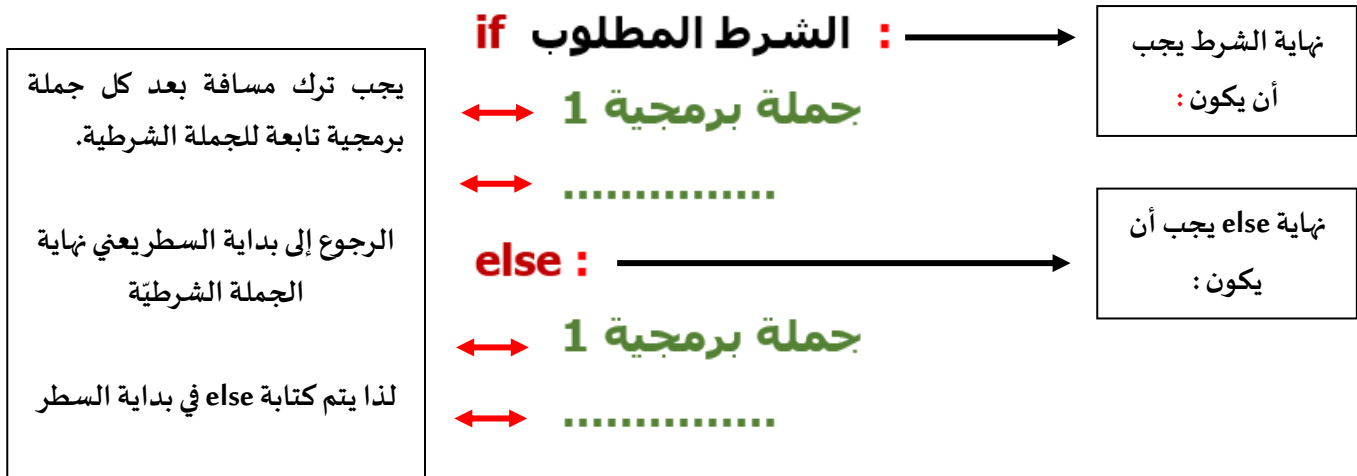 if الشرط المطلوب :
جملة برمجية 1
...............
else :
جملة برمجية 1
...............
نهاية الشرط يجب
أن يكون :
نهاية else يجب أن
يكون :
يجب ترك مسافة بعد كل جملة
برمجية تابعة للجملة الشرطية.
الرجوع إلى بداية السطر يعني نهاية
الجملة الشرطيّة
لذا يتم كتابة else في بداية السطر